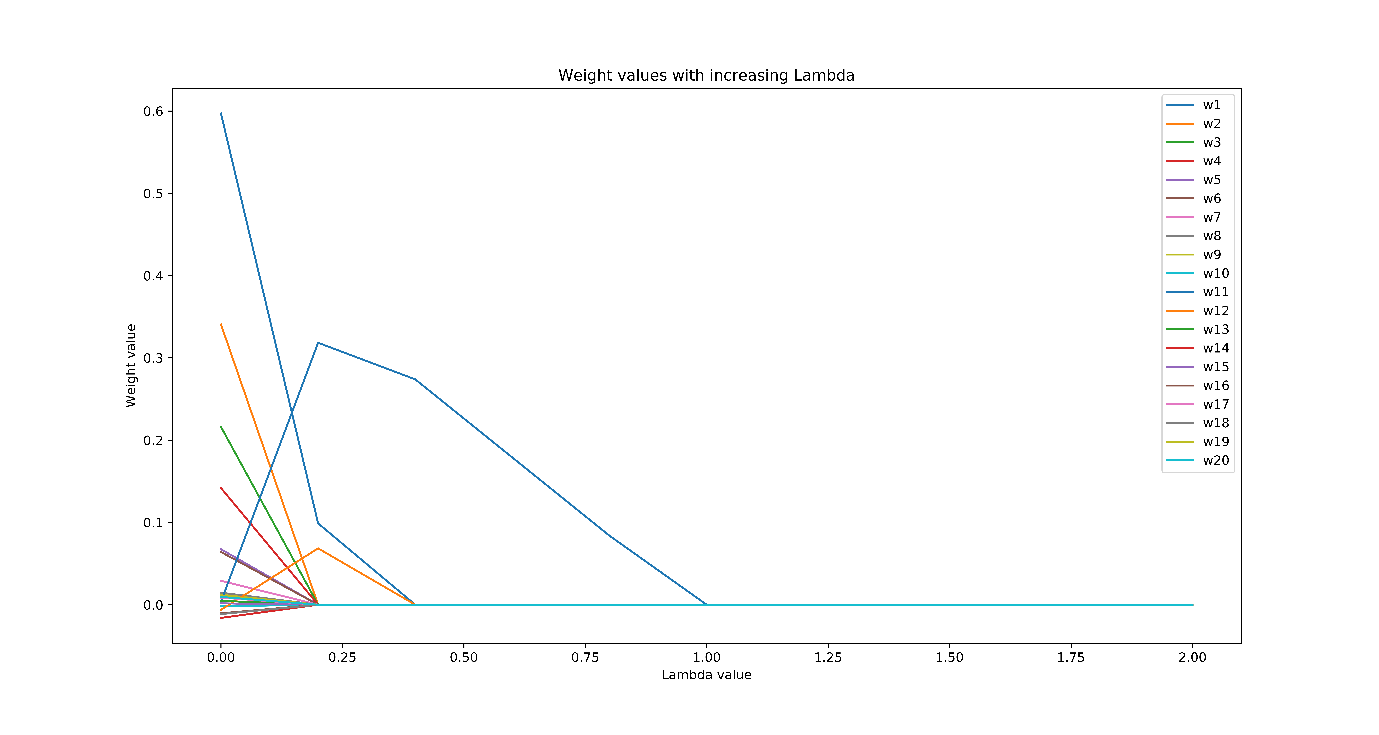 Weight values with increasing Lambda
0.6
0.5
0.4
0.3
0.2
0.1
0.0
Weight value
0.00 0.25 0.50 0.75 1.00 1.25 1.50 1.75 2.00
Lambda value
w1
w2
w3
w4
w5
w6
w7
w8
w9
w10
w11
w12
w13
w14
w15
w16
w17
w18
w19
w20